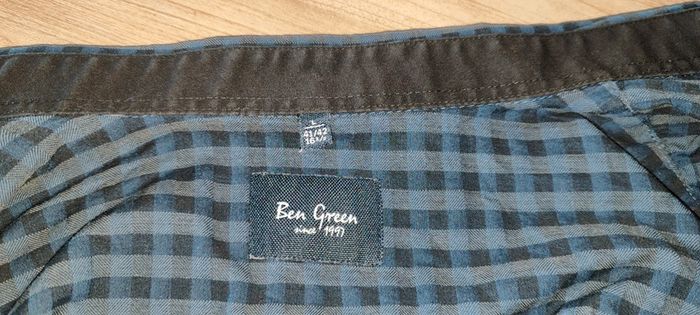 L
41/42
16½
Ben Green
since 1997